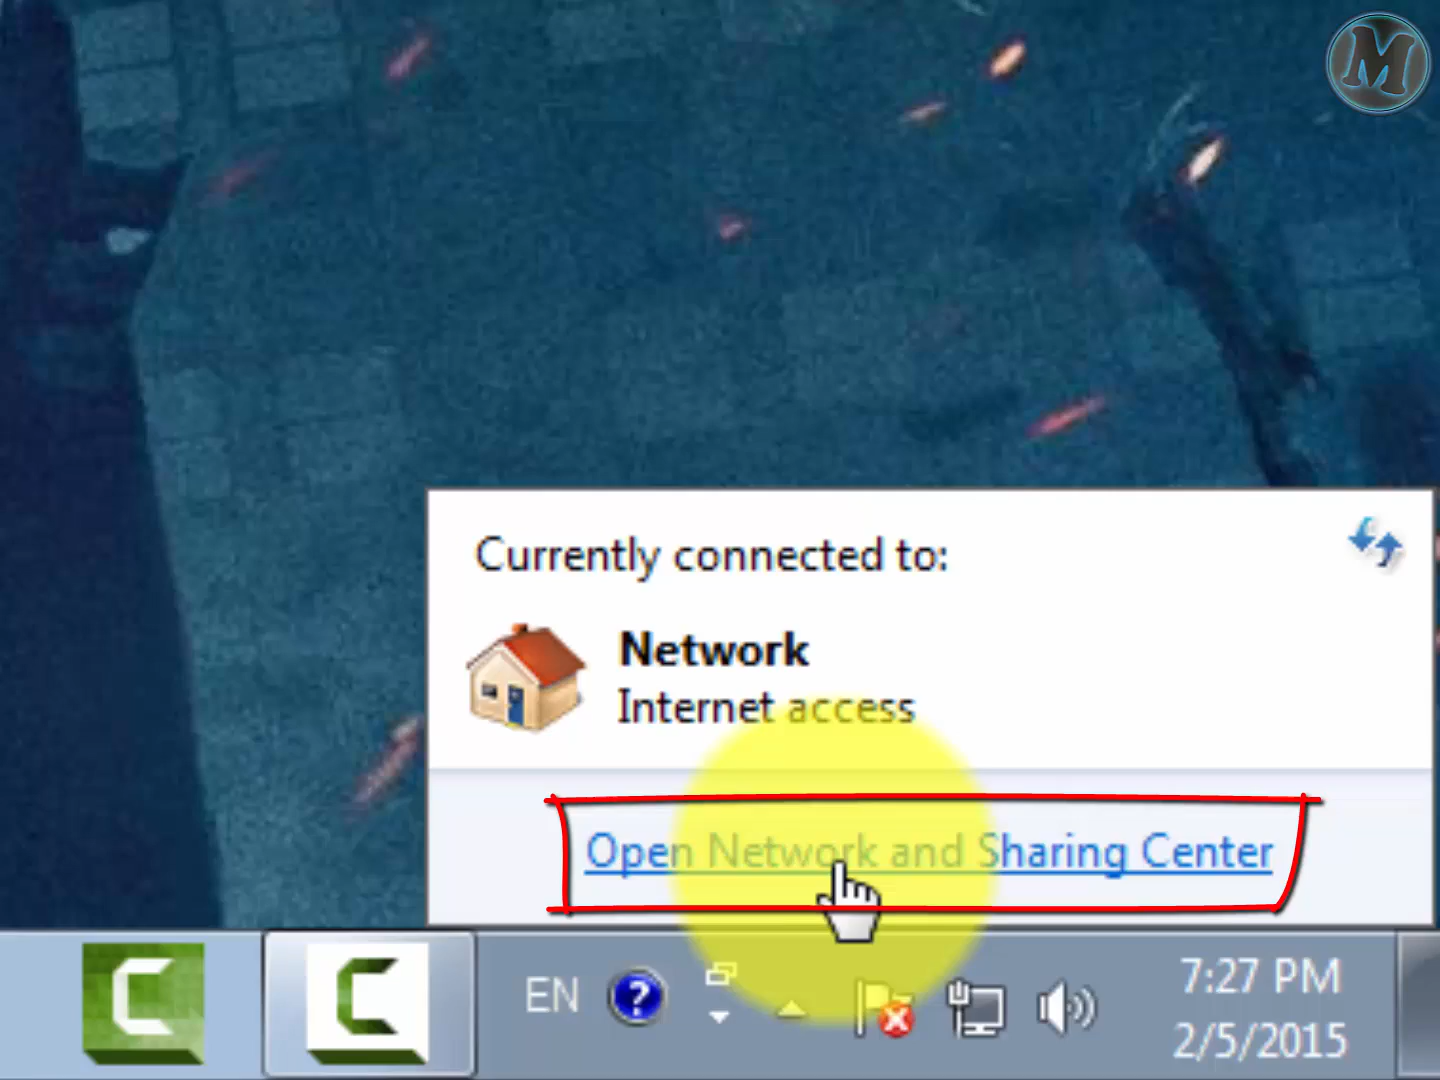 M
Currently connected to:
Network
Internet access
Open Network and Sharing Center
EN
?
7:27 PM
2/5/2015